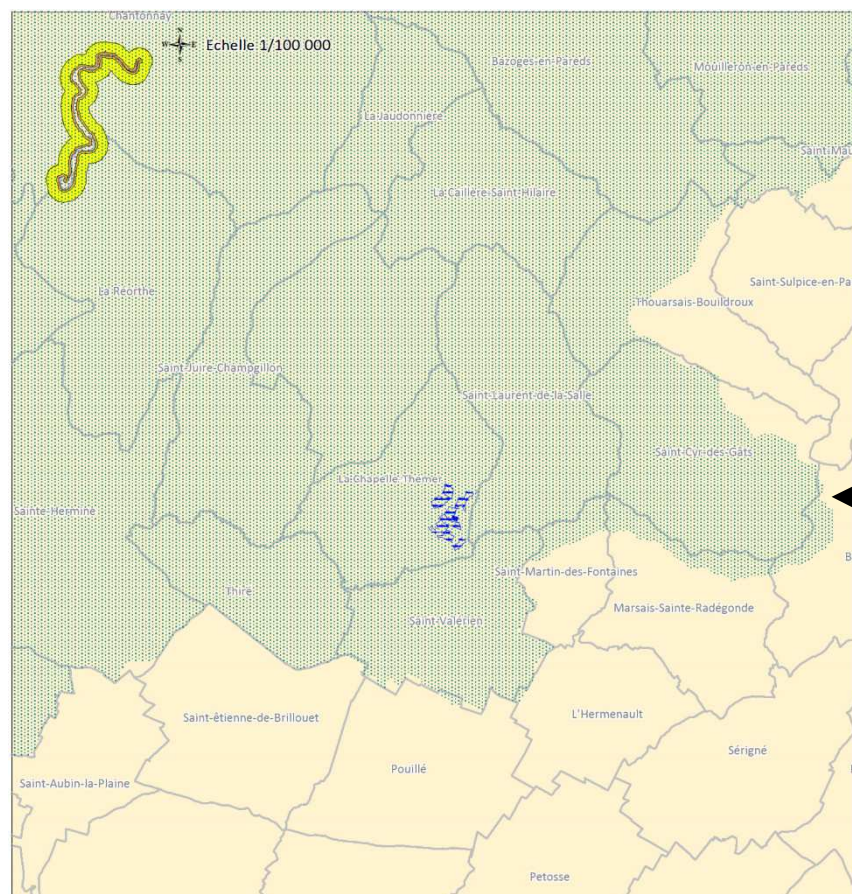 Chantonnay
N
W E
S
Echelle 1/100 000
Bazoges-en-Pareds
Mouilleron-en-Pareds
La Jaudonnière
Saint-Mau
La Caillère-Saint-Hilaire
Saint-Sulpice-en-Pa
La Réorthe
Thouarsais-Bouildroux
Saint-Juire-Champgillon
Saint-Laurent-de-la-Salle
Saint-Cyr-des-Gâts
La Chapelle-Thémer
Sainte-Hermine
B
Saint-Martin-des-Fontaines
Thiré
Marsais-Sainte-Radégonde
Saint-Valérien
L'Hermenault
Saint-étienne-de-Brillouet
Sérigné
Pouillé
Saint-Aubin-la-Plaine
Petosse